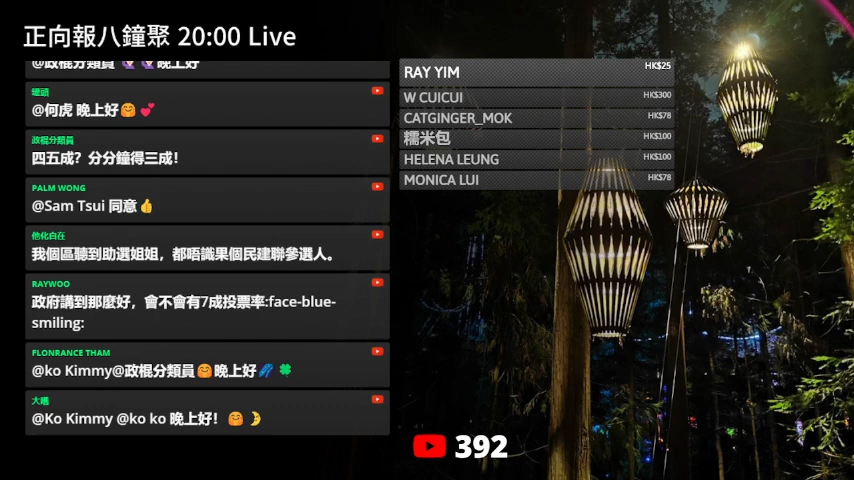 正向報八鐘聚 20:00 Live
@政棍分類員 晚上好
罐頭
@何虎 晚上好🤗 💕
政棍分類員
四五成？分分鐘得三成！
PALM WONG
@Sam Tsui 同意👍
他化自在
我個區聽到助選姐姐，都唔識果個民建聯參選人。
RAYWOO
政府講到那麼好，會不會有7成投票率:face-blue-
smiling:
FLONRANCE THAM
@ko Kimmy@政棍分類員🤗晚上好🍀
@Ko Kimmy @ko ko 晚上好！ 🤗 🌛
RAY YIM HK$25
W CUICUI HK$300
CATGINGER_MOK HK$78
糯米包 HK$100
HELENA LEUNG HK$100
MONICA LUI HK$78
392